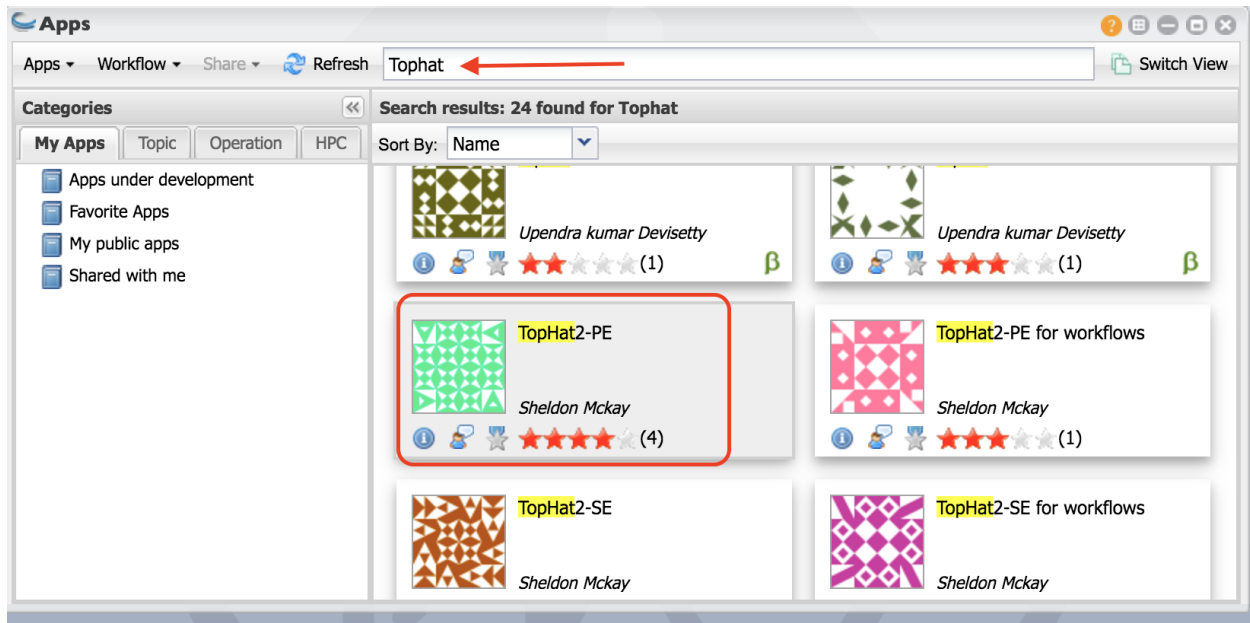 Apps
?
Apps Workflow Share Refresh Tophat Switch View
Categories
My Apps Topic Operation HPC
Apps under development
Favorite Apps
My public apps
Shared with me
Search results: 24 found for Tophat
Sort By: Name
Upendra kumar Devisetty
(1) β
Upendra kumar Devisetty
(1) β
TopHat2-PE
Sheldon Mckay
(4)
TopHat2-PE for workflows
Sheldon Mckay
(1)
TopHat2-SE
Sheldon Mckay
TopHat2-SE for workflows
Sheldon Mckay